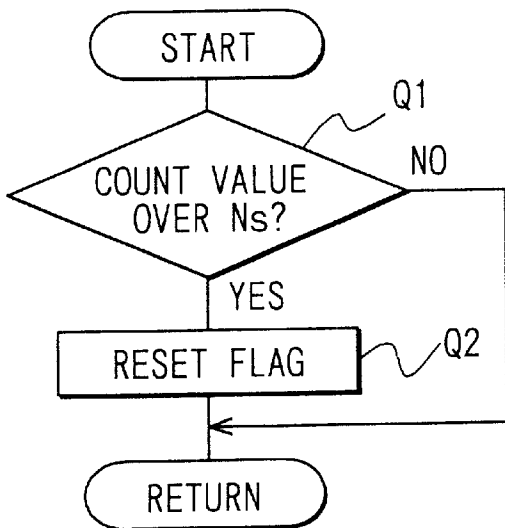 START
Q1
COUNT VALUE
OVER Ns?
NO
YES
RESET FLAG
Q2
RETURN